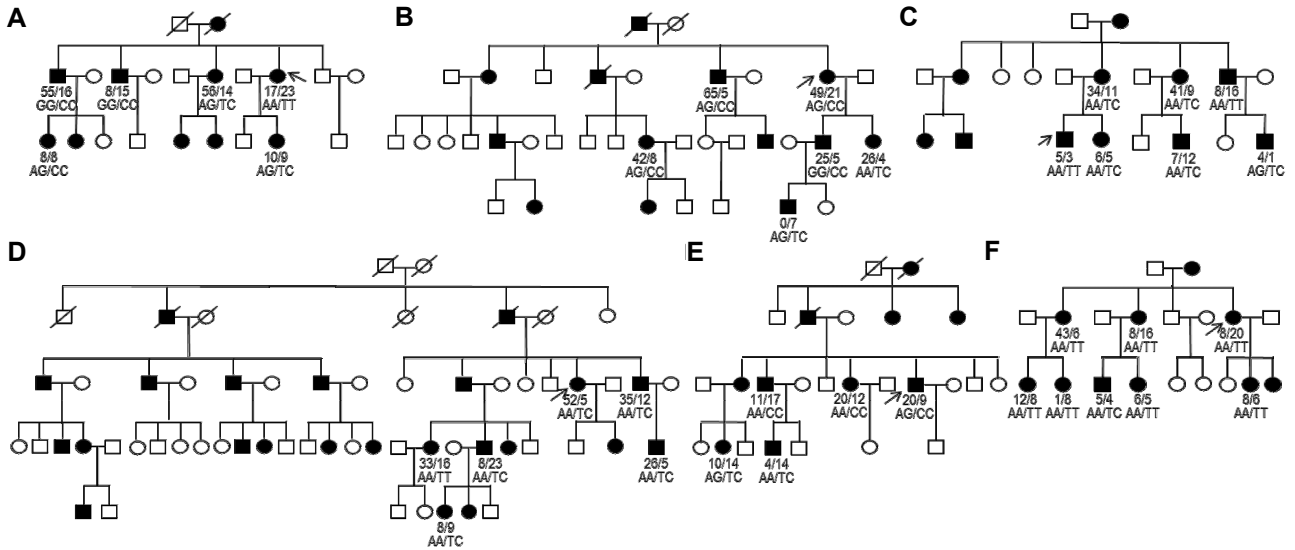 A
55/16
GG/CC
8/15
GG/CC
56/14
AG/TC
17/23
AA/TT
8/8
AG/CC
10/9
AG/TC
B
65/5
AG/CC
49/21
AG/CC
42/8
AG/CC
25/5
GG/CC
26/4
AA/TC
0/7
AG/TC
C
34/11
AA/TC
41/9
AA/TC
8/16
AA/TT
5/3
AA/TT
6/5
AA/TC
7/12
AA/TC
4/1
AG/TC
D
52/5
AA/TC
35/12
AA/TC
33/16
AA/TT
8/23
AA/TC
26/5
AA/TC
8/9
AA/TC
E
11/17
AA/CC
20/12
AA/CC
20/9
AG/CC
10/14
AG/TC
4/14
AA/TC
F
43/6
AA/TT
8/16
AA/TT
8/20
AA/TT
12/8
AA/TT
1/8
AA/TT
5/4
AA/TC
6/5
AA/TT
8/6
AA/TT